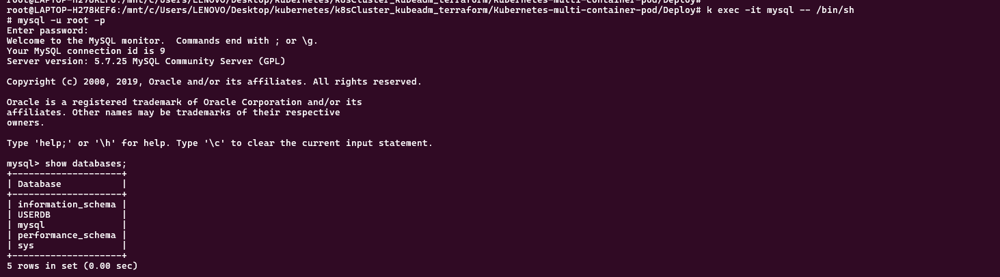 root@LAPTOP-H278KEF6:/mnt/c/Users/LENOVO/Desktop/kubernetes/k8sCluster_kubeadm_terraform/Kubernetes-multi-container-pod/Deploy#
root@LAPTOP-H278KEF6:/mnt/c/Users/LENOVO/Desktop/kubernetes/k8sCluster_kubeadm_terraform/Kubernetes-multi-container-pod/Deploy# k exec -it mysql -- /bin/sh
# mysql -u root -p
Enter password:
Welcome to the MySQL monitor.  Commands end with ; or \g.
Your MySQL connection id is 9
Server version: 5.7.25 MySQL Community Server (GPL)
Copyright (c) 2000, 2019, Oracle and/or its affiliates. All rights reserved.
Oracle is a registered trademark of Oracle Corporation and/or its
affiliates. Other names may be trademarks of their respective
owners.
Type 'help;' or '\h' for help. Type '\c' to clear the current input statement.
mysql> show databases;
+--------------------+
| Database           |
+--------------------+
| information_schema |
| USERDB             |
| mysql              |
| performance_schema |
| sys                |
+--------------------+
5 rows in set (0.00 sec)